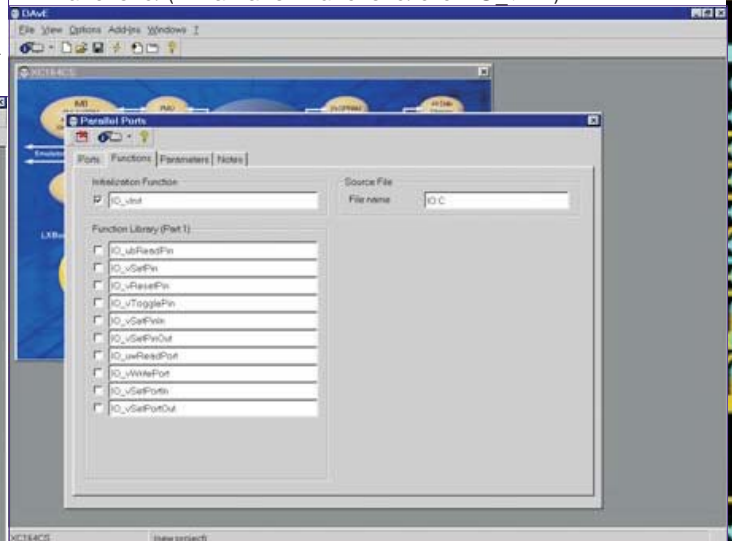 DAvE
File View Options Add-Ins Windows ?
XC164CS
Parallel Ports
Ports Functions Parameters Notes
Initialization Function
IO_vInit
Source File
File name IO.C
Function Library (Part 1)
IO_ubReadPin
IO_vSetPin
IO_vResetPin
IO_vTogglePin
IO_vSetPinIn
IO_vSetPinOut
IO_uwReadPort
IO_vWritePort
IO_vSetPortIn
IO_vSetPortOut
XC164CS (new project)